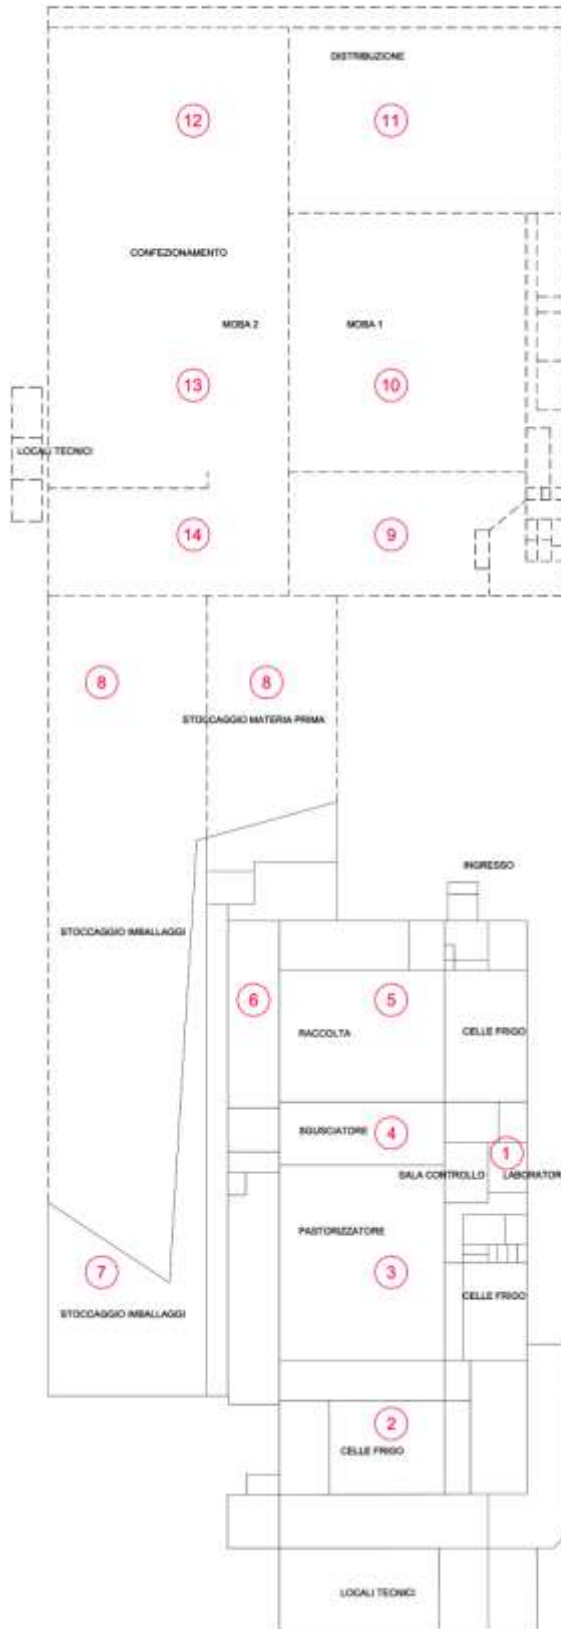 DISTRIBUZIONE
12
11
CONFEZIONAMENTO
MOBA 2
MOBA 1
13
10
LOCALI TECNICI
14
9
8
8
STOCCAGGIO MATERIA PRIMA
INGRESSO
STOCCAGGIO IMBALLAGGI
6
5
RACCOLTA
CELLE FRIGO
SGUSCIATORE
4
1
SALA CONTROLLO
LABORATOR
PASTORIZZATORE
7
3
CELLE FRIGO
STOCCAGGIO IMBALLAGGI
2
CELLE FRIGO
LOCALI TECNICI